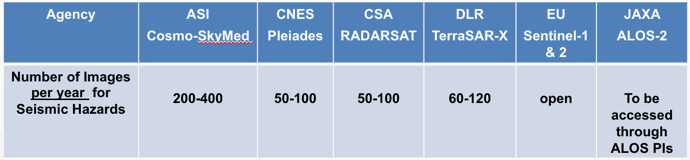 Agency
ASI
Cosmo-SkyMed
CNES
Pleiades
CSA
RADARSAT
DLR
TerraSAR-X
EU
Sentinel-1
& 2
JAXA
ALOS-2
Number of Images
per year for
Seismic Hazards
200-400
50-100
50-100
60-120
open
To be
accessed
through
ALOS PIs